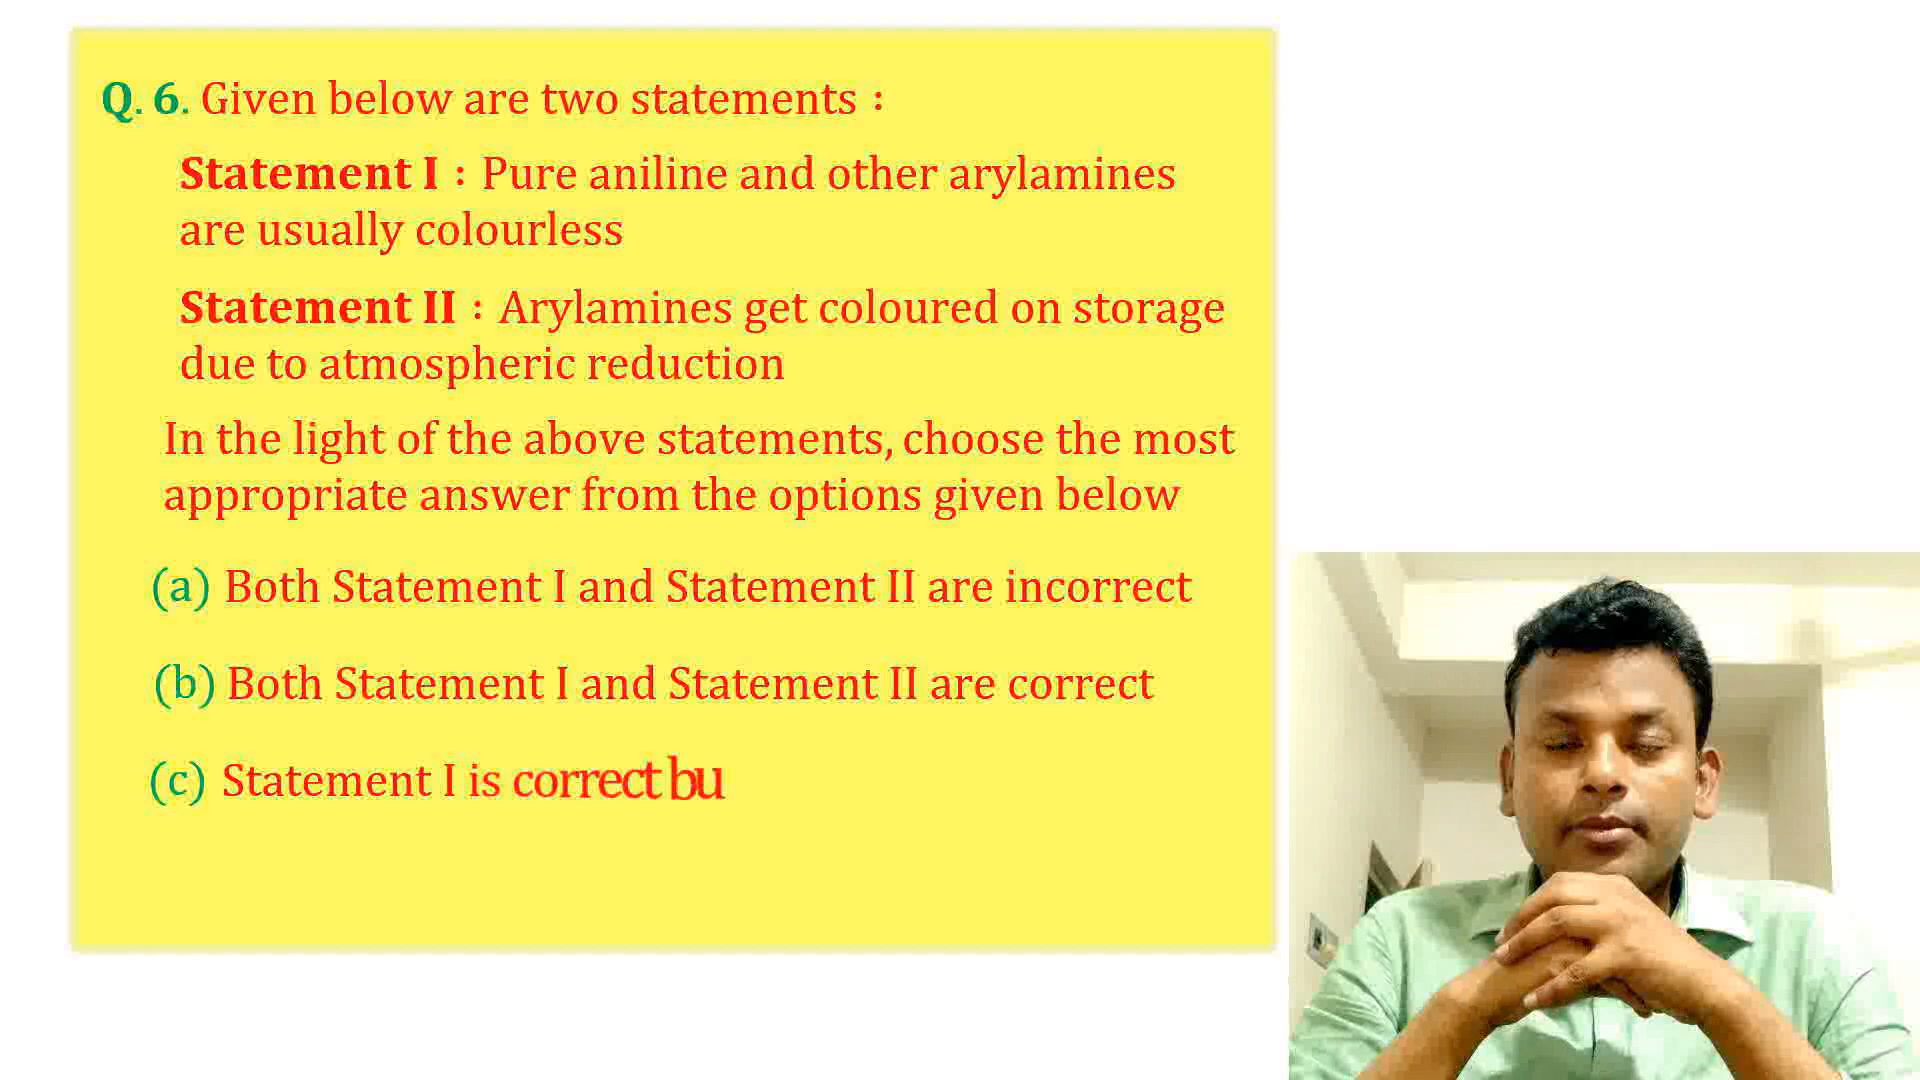 Q. 6. Given below are two statements :
Statement I : Pure aniline and other arylamines
are usually colourless
Statement II : Arylamines get coloured on storage
due to atmospheric reduction
In the light of the above statements, choose the most
appropriate answer from the options given below
(a) Both Statement I and Statement II are incorrect
(b) Both Statement I and Statement II are correct
(c) Statement I is correct bu